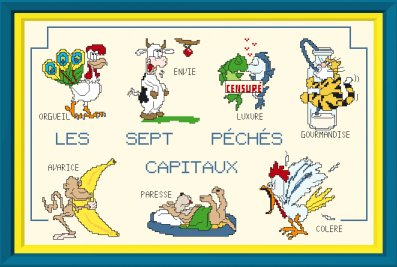 ENVIE
CENSURE
ORGUEIL
LUXURE
GOURMANDISE
LES SEPT PÉCHÉS
CAPITAUX
AVARICE
PARESSE
COLERE